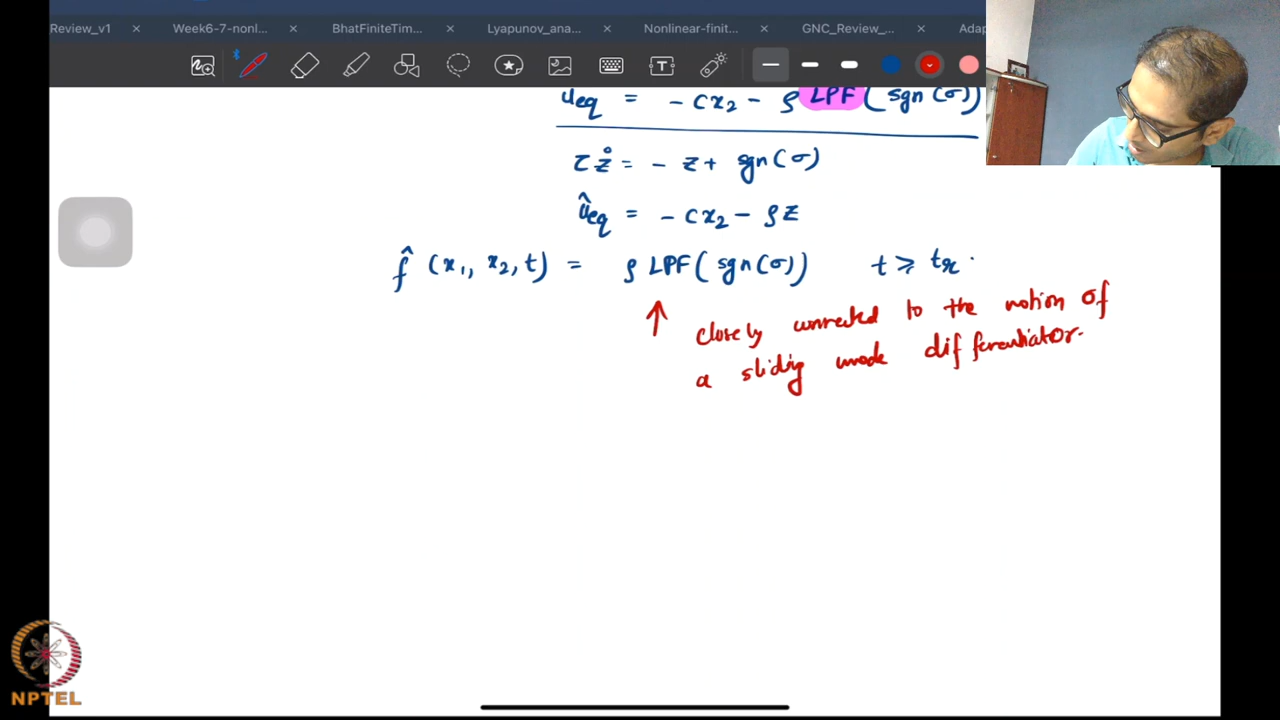 Review_v1 × Week6-7-nonl... × BhatFiniteTim... × Lyapunov_ana... × Nonlinear-finit... × GNC_Review_... × Adap
T
ueq = - cx₂ - ρ LPF( sgn(σ))
τż = - z + sgn(σ)
ûeq = - cx₂ - ρz
f̂ (x₁, x₂, t) = ρ LPF( sgn(σ)) t ≥ tr.
↑ closely connected to the notion of
a sliding mode differentiator.
NPTEL